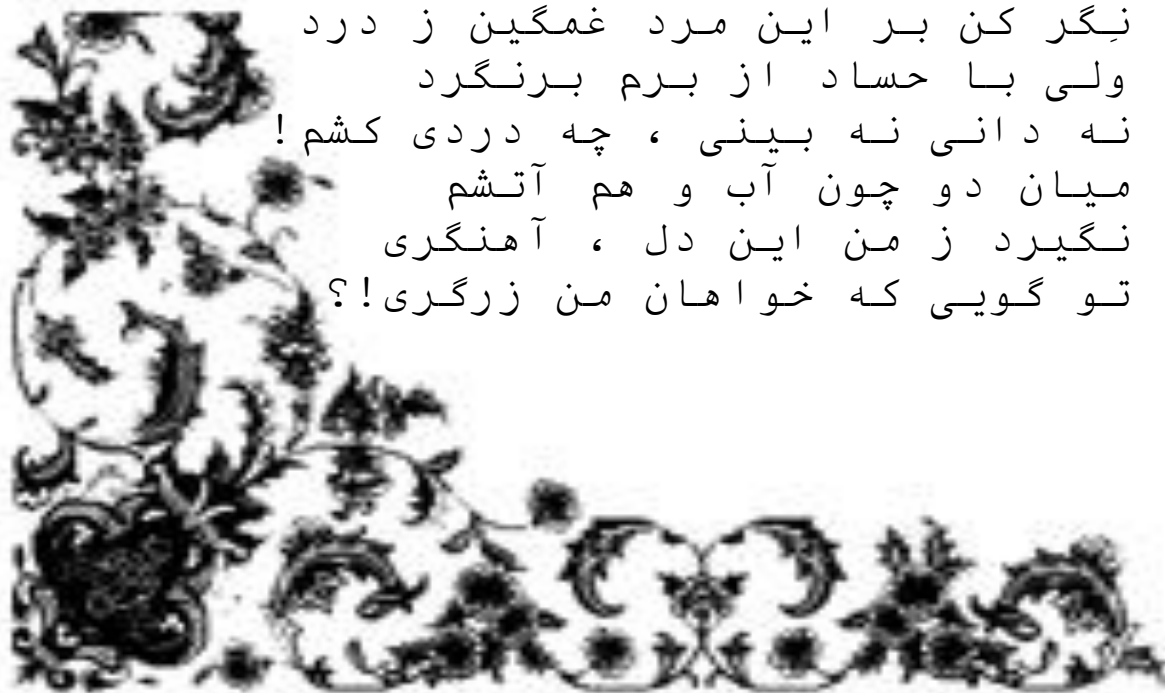 نِگر کن بر این مرد غمگین ز درد
ولی با حساد از برم برنگرد
نه دانی نه بینی ، چه دردی کشم!
میان دو چون آب و هم آتشم
نگیرد ز من این دل ، آهنگری
تو گویی که خواهان من زرگری!؟